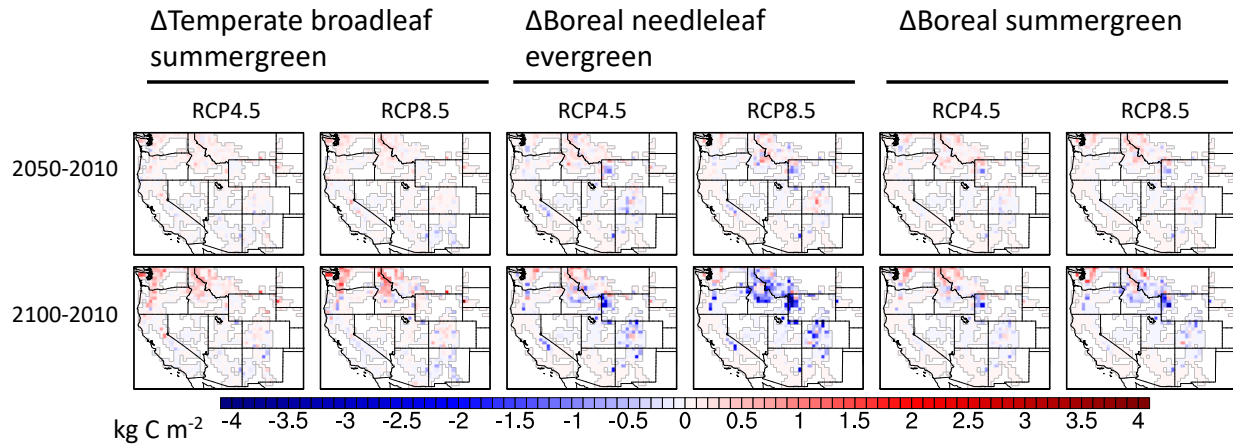 ΔTemperate broadleaf
summergreen
ΔBoreal needleleaf
evergreen
ΔBoreal summergreen
RCP4.5 RCP8.5 RCP4.5 RCP8.5 RCP4.5 RCP8.5
2050-2010
2100-2010
kg C m-2 -4 -3.5 -3 -2.5 -2 -1.5 -1 -0.5 0 0.5 1 1.5 2 2.5 3 3.5 4